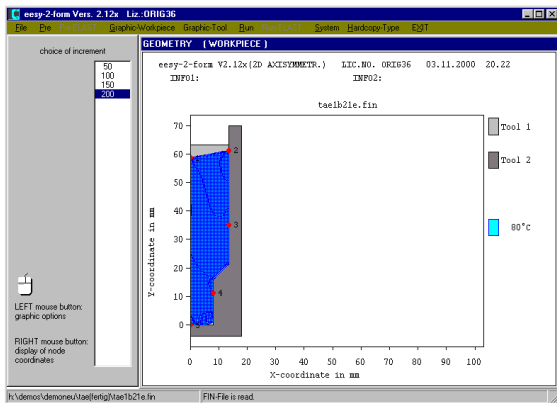 eesy-2-form Vers. 2.12x Liz.:ORIG36
File Pre Graphic-Workpiece Graphic-Tool Run System Hardcopy-Type EXIT
choice of increment
50
100
150
200
LEFT mouse button:
graphic options
RIGHT mouse button:
display of node
coordinates
GEOMETRY (WORKPIECE)
eesy-2-form V2.12x(2D AXISYMMETR.) LIC.NO. ORIG36 03.11.2000 20.22
INFO1: INFO2:
tae1b21e.fin
Tool 1
Tool 2
80°C
Y-coordinate in mm
70
60
50
40
30
20
10
0
2
3
4
5
0 10 20 30 40 50 60 70 80 90 100
X-coordinate in mm
h:\demos\demoneu\tae(fertig)\tae1b21e.fin FIN-File is read.